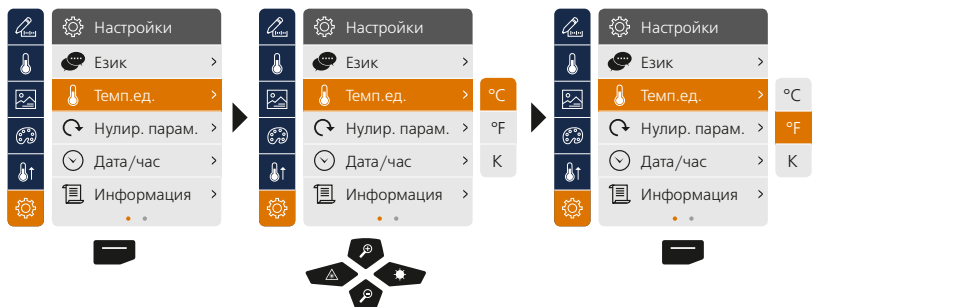 Настройки
Език
Темп.ед.
Нулир. парам.
Дата/час
Информация
Настройки
Език
Темп.ед.
Нулир. парам.
Дата/час
Информация
°C
°F
K
Настройки
Език
Темп.ед.
Нулир. парам.
Дата/час
Информация
°C
°F
K